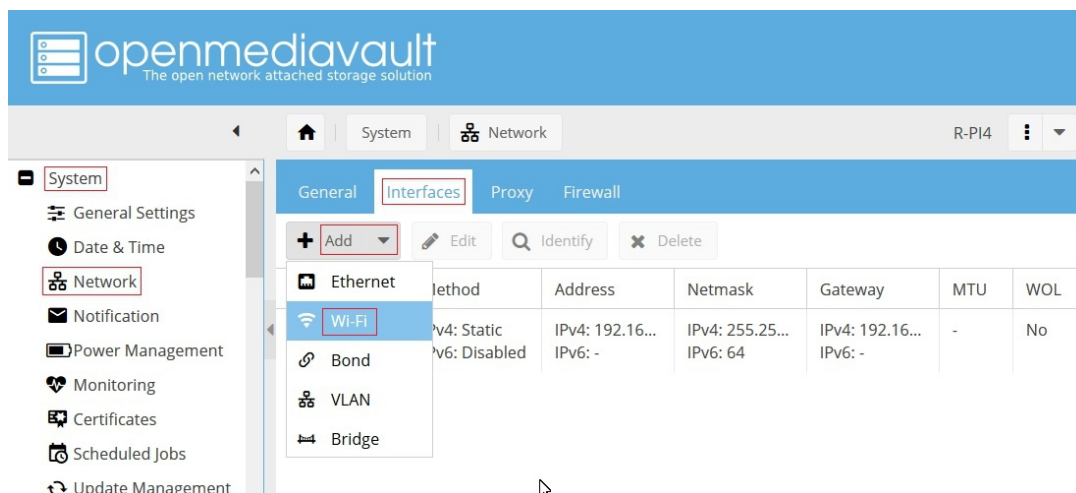 openmediavault
The open network attached storage solution
System
Network
R-PI4
System
General Settings
Date & Time
Network
Notification
Power Management
Monitoring
Certificates
Scheduled Jobs
Update Management
General Interfaces Proxy Firewall
Add Edit Identify Delete
Ethernet
Wi-Fi
Bond
VLAN
Bridge
Method Address Netmask Gateway MTU WOL
IPv4: Static IPv4: 192.16... IPv4: 255.25... IPv4: 192.16... - No
IPv6: Disabled IPv6: - IPv6: 64 IPv6: -